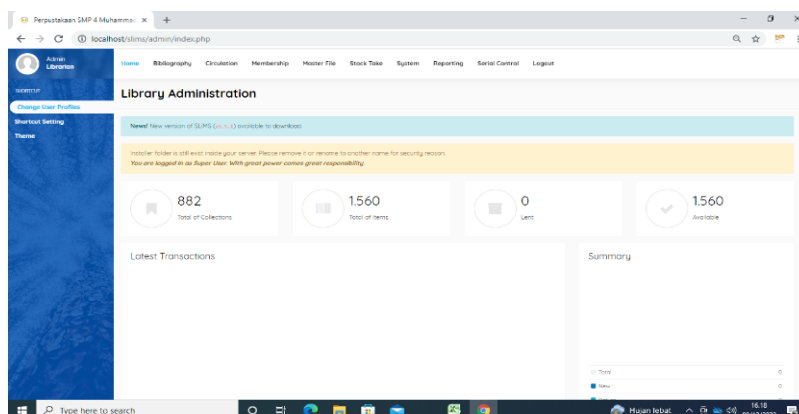 Perpustakaan SMP 4 Muhammad
localhost/slims/admin/index.php
Admin
Librarian
Home Bibliography Circulation Membership Master File Stock Take System Reporting Serial Control Logout
SHORTCUT
Change User Profiles
Shortcut Setting
Theme
Library Administration
News! New version of SLiMS available to download.
Installer folder is still exist inside your server. Please remove it or rename to another name for security reason.
You are logged in as Super User. With great power comes great responsibility.
882
Total of Collections
1.560
Total of Items
0
Lent
1.560
Available
Latest Transactions
Summary
Total 0
New 0
Type here to search
Hujan lebat
16.18